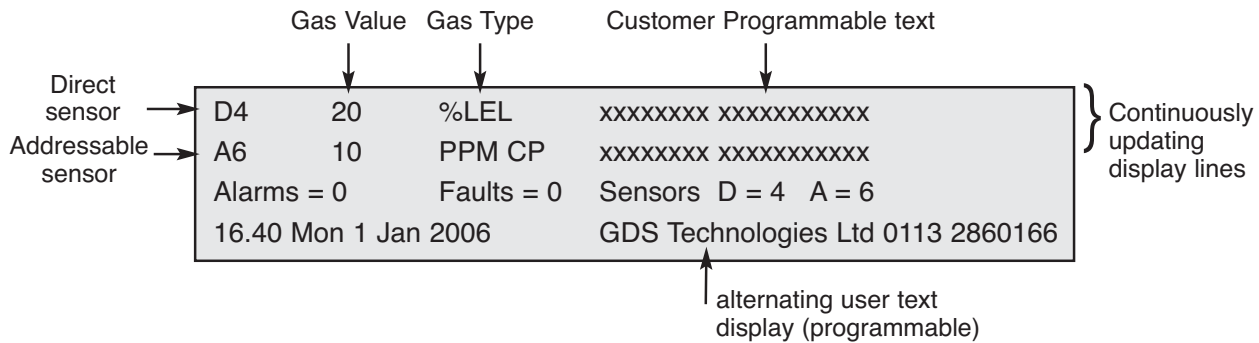 Gas Value Gas Type Customer Programmable text
Direct
sensor
D4 20 %LEL xxxxxxxx xxxxxxxxxxx
Addressable
sensor
A6 10 PPM CP xxxxxxxx xxxxxxxxxxx
Continuously
updating
display lines
Alarms = 0 Faults = 0 Sensors D = 4 A = 6
16.40 Mon 1 Jan 2006 GDS Technologies Ltd 0113 2860166
alternating user text
display (programmable)